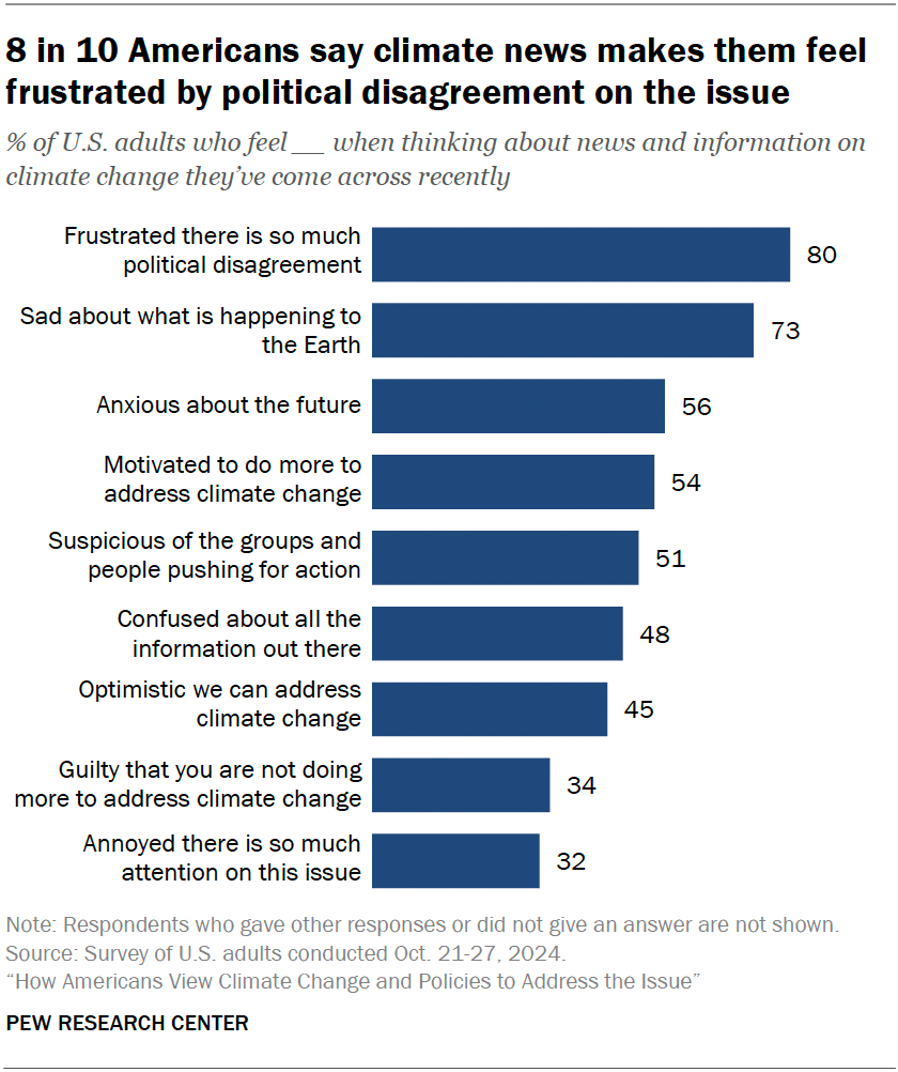 8 in 10 Americans say climate news makes them feel
frustrated by political disagreement on the issue
% of U.S. adults who feel __ when thinking about news and information on
climate change they’ve come across recently
Frustrated there is so much
political disagreement
80
Sad about what is happening to
the Earth
73
Anxious about the future
56
Motivated to do more to
address climate change
54
Suspicious of the groups and
people pushing for action
51
Confused about all the
information out there
48
Optimistic we can address
climate change
45
Guilty that you are not doing
more to address climate change
34
Annoyed there is so much
attention on this issue
32
Note: Respondents who gave other responses or did not give an answer are not shown.
Source: Survey of U.S. adults conducted Oct. 21-27, 2024.
“How Americans View Climate Change and Policies to Address the Issue”
PEW RESEARCH CENTER